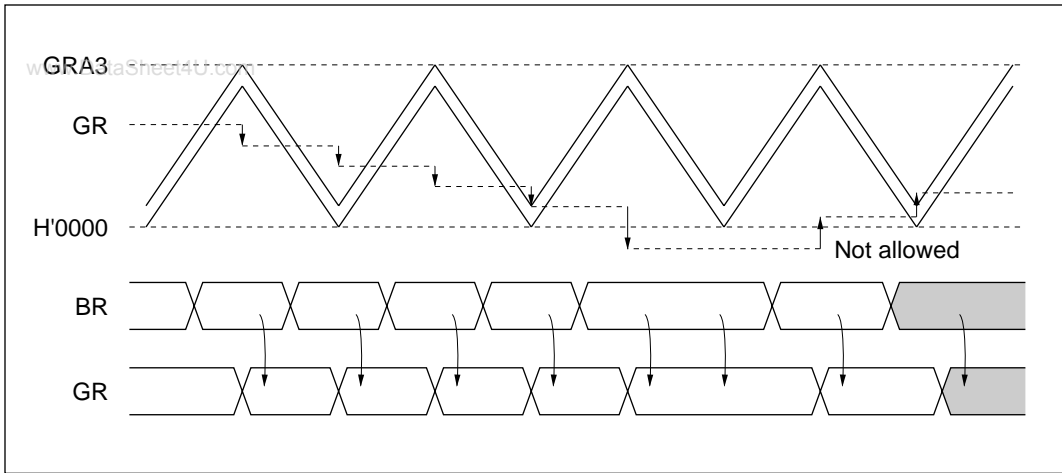 GRA3
www.DataSheet4U.com
GR
H'0000
Not allowed
BR
GR